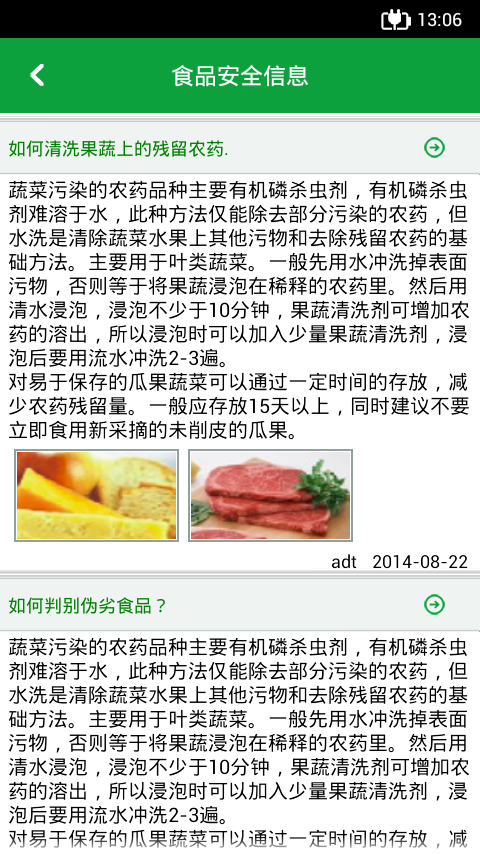 13:06
食品安全信息
如何清洗果蔬上的残留农药.
蔬菜污染的农药品种主要有机磷杀虫剂，有机磷杀虫
剂难溶于水，此种方法仅能除去部分污染的农药，但
水洗是清除蔬菜水果上其他污物和去除残留农药的基
础方法。主要用于叶类蔬菜。一般先用水冲洗掉表面
污物，否则等于将果蔬浸泡在稀释的农药里。然后用
清水浸泡，浸泡不少于10分钟，果蔬清洗剂可增加农
药的溶出，所以浸泡时可以加入少量果蔬清洗剂，浸
泡后要用流水冲洗2-3遍。
对易于保存的瓜果蔬菜可以通过一定时间的存放，减
少农药残留量。一般应存放15天以上，同时建议不要
立即食用新采摘的未削皮的瓜果。
adt 2014-08-22
如何判别伪劣食品？
蔬菜污染的农药品种主要有机磷杀虫剂，有机磷杀虫
剂难溶于水，此种方法仅能除去部分污染的农药，但
水洗是清除蔬菜水果上其他污物和去除残留农药的基
础方法。主要用于叶类蔬菜。一般先用水冲洗掉表面
污物，否则等于将果蔬浸泡在稀释的农药里。然后用
清水浸泡，浸泡不少于10分钟，果蔬清洗剂可增加农
药的溶出，所以浸泡时可以加入少量果蔬清洗剂，浸
泡后要用流水冲洗2-3遍。
对易于保存的瓜果蔬菜可以通过一定时间的存放，减